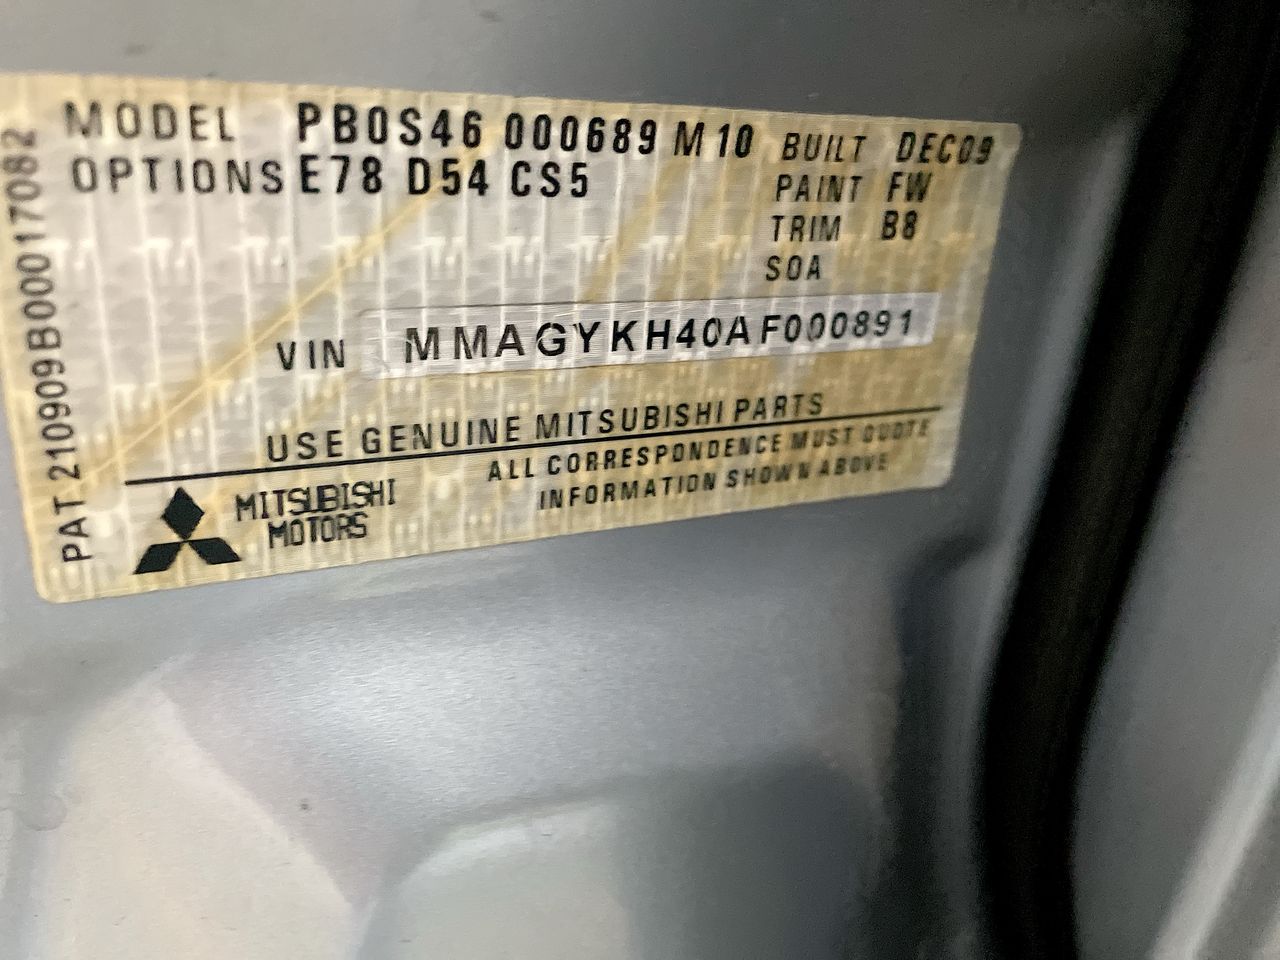 MODEL PB0S46 000689 M10 BUILT DEC09
OPTIONS E78 D54 CS5 PAINT FW
TRIM B8
SOA
VIN MMAGYKH40AF000891
USE GENUINE MITSUBISHI PARTS
ALL CORRESPONDENCE MUST QUOTE
INFORMATION SHOWN ABOVE
MITSUBISHI
MOTORS
PAT 210909B00017082